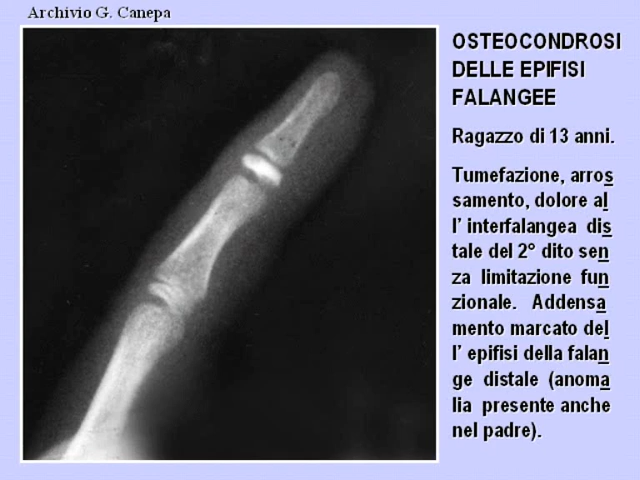 Archivio G. Canepa
OSTEOCONDROSI
DELLE EPIFISI
FALANGEE
Ragazzo di 13 anni.
Tumefazione, arros
samento, dolore al
l' interfalangea dis
tale del 2° dito sen
za limitazione fun
zionale. Addensa
mento marcato del
l' epifisi della falan
ge distale (anoma
lia presente anche
nel padre).